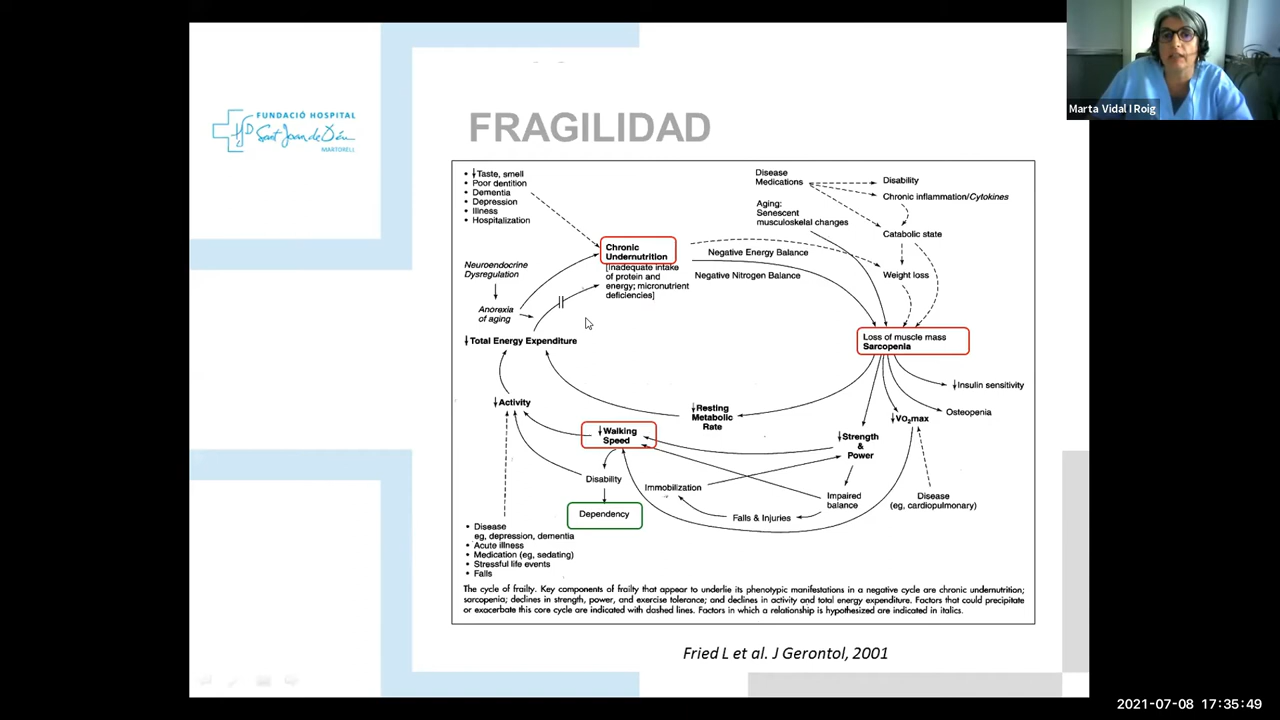 FUNDACIÓ HOSPITAL
Sant Joan de Déu
MARTORELL
FRAGILIDAD
• ↓Taste, smell
• Poor dentition
• Dementia
• Depression
• Illness
• Hospitalization
Neuroendocrine
Dysregulation
Anorexia
of aging
↓Total Energy Expenditure
Chronic
Undernutrition
[Inadequate intake
of protein and
energy; micronutrient
deficiencies]
Negative Energy Balance
Negative Nitrogen Balance
Disease
Medications
Aging:
Senescent
musculoskelal changes
Disability
Chronic inflammation/Cytokines
Catabolic state
Weight loss
Loss of muscle mass
Sarcopenia
↓Insulin sensitivity
Osteopenia
↓VO2max
↓Strength
&
Power
↓Resting
Metabolic
Rate
↓Activity
↓Walking
Speed
Disability
Dependency
Immobilization
Falls & Injuries
Impaired
balance
Disease
(eg, cardiopulmonary)
• Disease
eg, depression, dementia
• Acute illness
• Medication (eg, sedating)
• Stressful life events
• Falls
The cycle of frailty. Key components of frailty that appear to underlie its phenotypic manifestations in a negative cycle are chronic undernutrition;
sarcopenia; declines in strength, power, and exercise tolerance; and declines in activity and total energy expenditure. Factors that could precipitate
or exacerbate this core cycle are indicated with dashed lines. Factors in which a relationship is hypothesized are indicated in italics.
Fried L et al. J Gerontol, 2001
Marta Vidal I Roig
2021-07-08 17:35:49